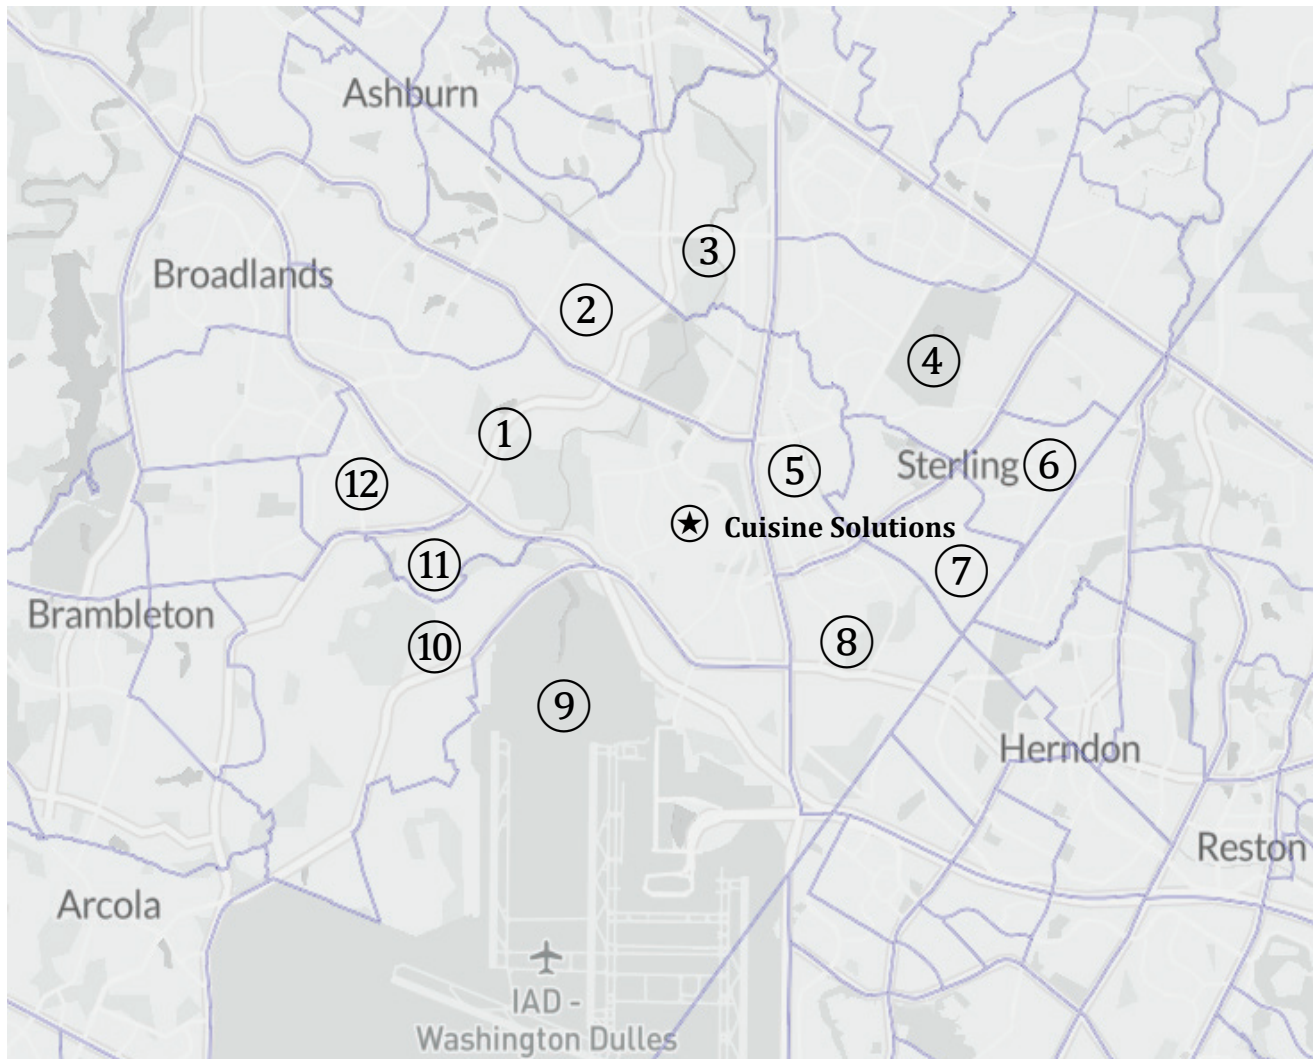 Ashburn
3
Broadlands
2
4
1
Sterling
6
5
12
★ Cuisine Solutions
11
7
Brambleton
8
10
9
Herndon
Reston
Arcola
IAD -
Washington Dulles